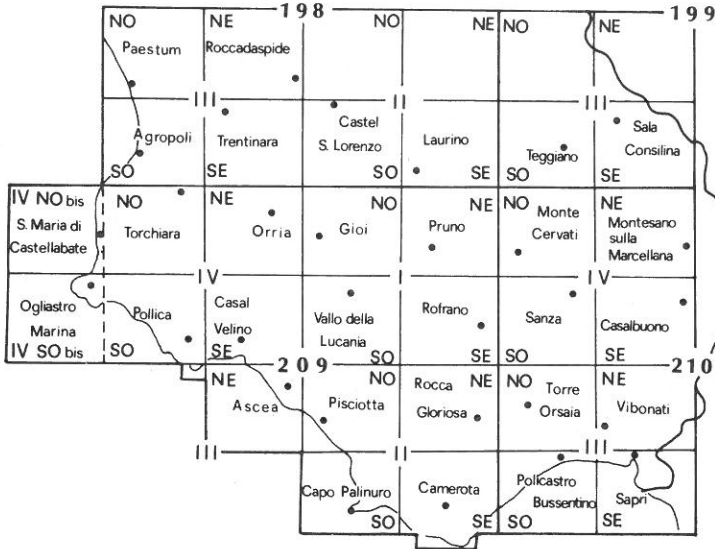 198
199
NO NE NO NE NO NE
Paestum Roccadaspide
III II III
Agropoli Trentinara Castel
S. Lorenzo Laurino Teggiano Sala
Consilina
SO SE SO SE SO SE
IV NO bis NO NE NO NE NO NE
S. Maria di
Castellabate Torchiara Orria Gioi Pruno Monte
Cervati Montesano
sulla
Marcellana
IV I IV
Ogliastro
Marina Pollica Casal
Velino Vallo della
Lucania Rofrano Sanza Casalbuono
IV SO bis SO SE SO SE SO SE
209
210
NE NO NE NO NE
Ascea Pisciotta Rocca
Gloriosa Torre
Orsaia Vibonati
III II III
Capo Palinuro Camerota Policastro
Bussentino Sapri
SO SE SO SE